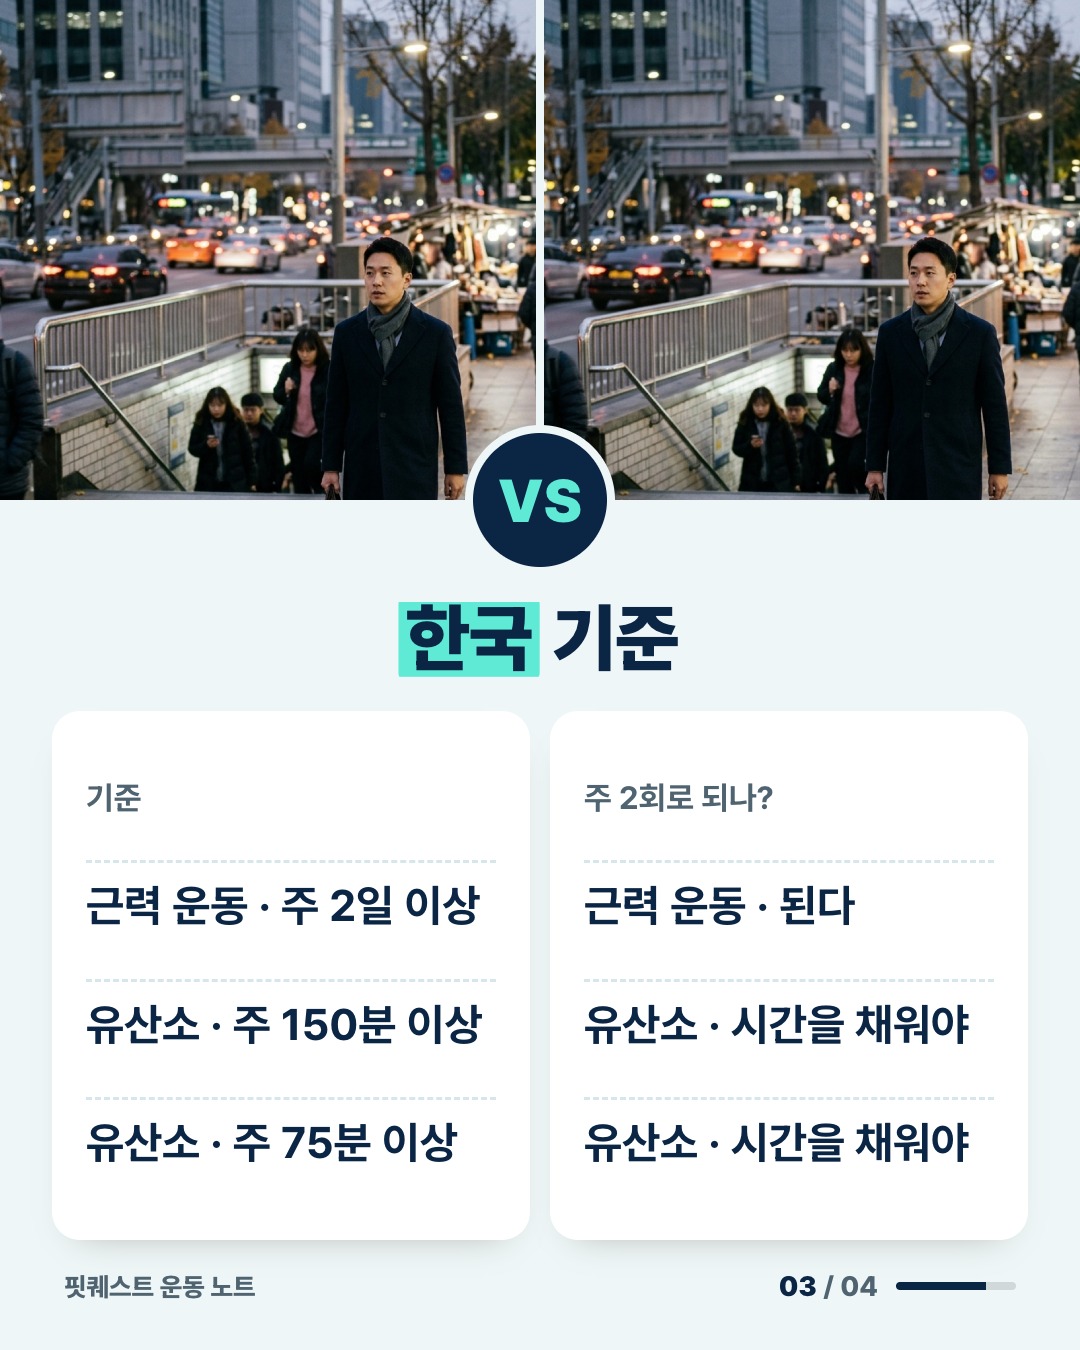 VS
한국 기준
기준
근력 운동 · 주 2일 이상
유산소 · 주 150분 이상
유산소 · 주 75분 이상
주 2회로 되나?
근력 운동 · 된다
유산소 · 시간을 채워야
유산소 · 시간을 채워야
핏퀘스트 운동 노트
03 / 04